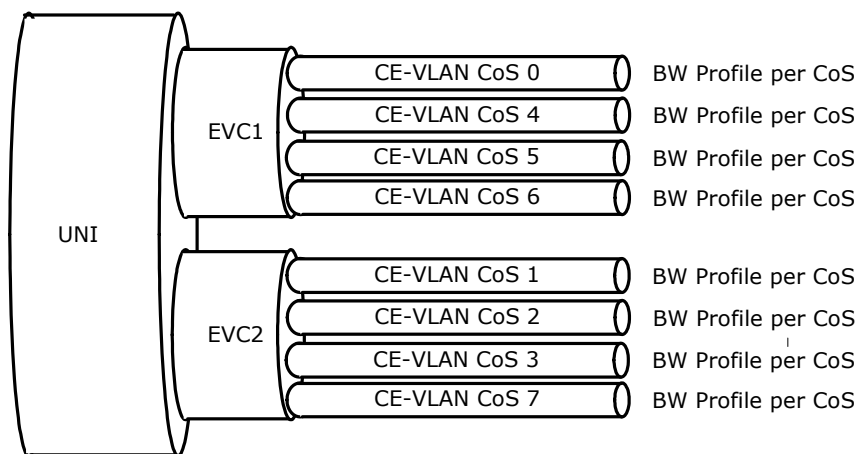 CE-VLAN CoS 0 BW Profile per CoS
CE-VLAN CoS 4 BW Profile per CoS
EVC1
CE-VLAN CoS 5 BW Profile per CoS
CE-VLAN CoS 6 BW Profile per CoS
UNI
CE-VLAN CoS 1 BW Profile per CoS
CE-VLAN CoS 2 BW Profile per CoS
EVC2
CE-VLAN CoS 3 BW Profile per CoS
CE-VLAN CoS 7 BW Profile per CoS